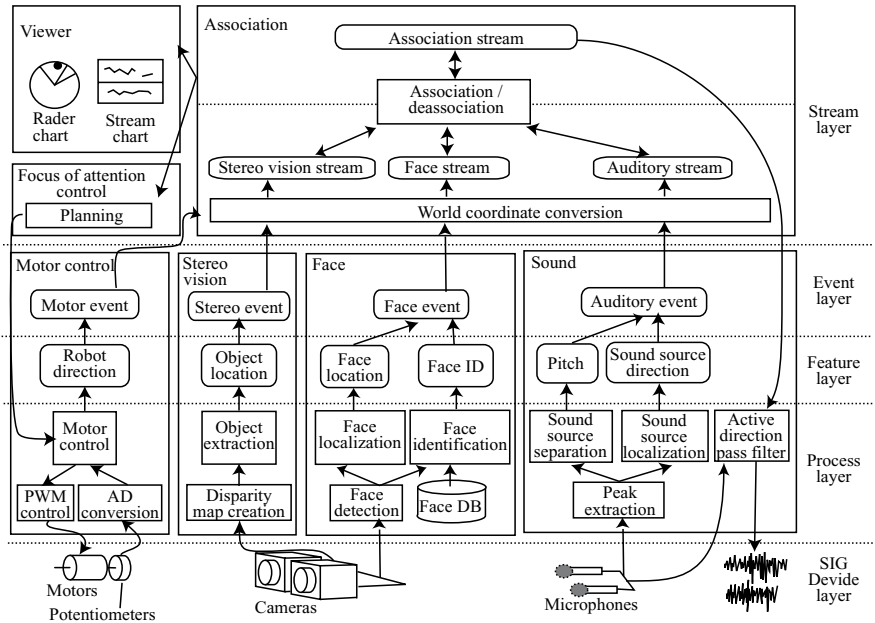 Viewer
Rader
chart
Stream
chart
Association
Association stream
Association /
deassociation
Stream
layer
Stereo vision stream
Face stream
Auditory stream
Focus of attention
control
Planning
World coordinate conversion
Motor control
Motor event
Stereo
vision
Stereo event
Face
Face event
Sound
Auditory event
Event
layer
Robot
direction
Object
location
Face
location
Face ID
Pitch
Sound source
direction
Feature
layer
Motor
control
Object
extraction
Face
localization
Face
identification
Sound
source
separation
Sound
source
localization
Active
direction
pass filter
Process
layer
PWM
control
AD
conversion
Disparity
map creation
Face
detection
Face DB
Peak
extraction
Motors
Potentiometers
Cameras
Microphones
SIG
Devide
layer